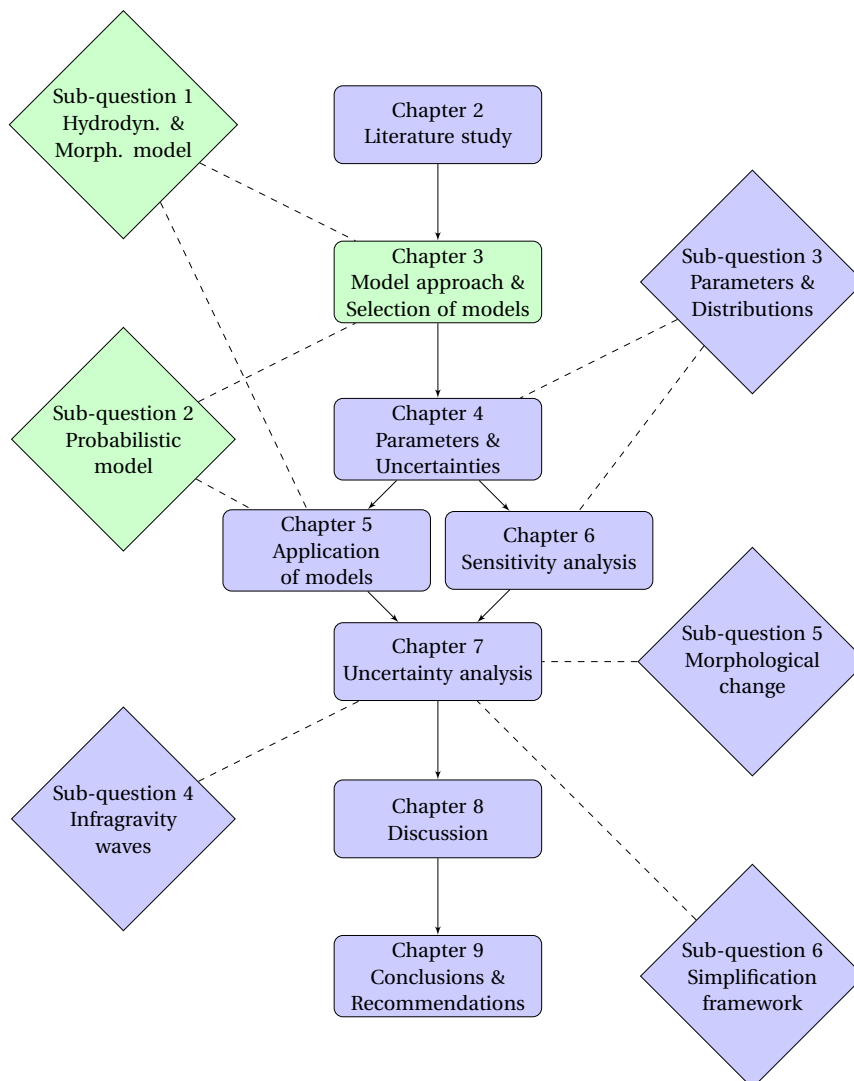 Sub-question 1
Hydrodyn. &
Morph. model
Chapter 2
Literature study
Chapter 3
Model approach &
Selection of models
Sub-question 3
Parameters &
Distributions
Sub-question 2
Probabilistic
model
Chapter 4
Parameters &
Uncertainties
Chapter 5
Application
of models
Chapter 6
Sensitivity analysis
Chapter 7
Uncertainty analysis
Sub-question 5
Morphological
change
Sub-question 4
Infragravity
waves
Chapter 8
Discussion
Chapter 9
Conclusions &
Recommendations
Sub-question 6
Simplification
framework